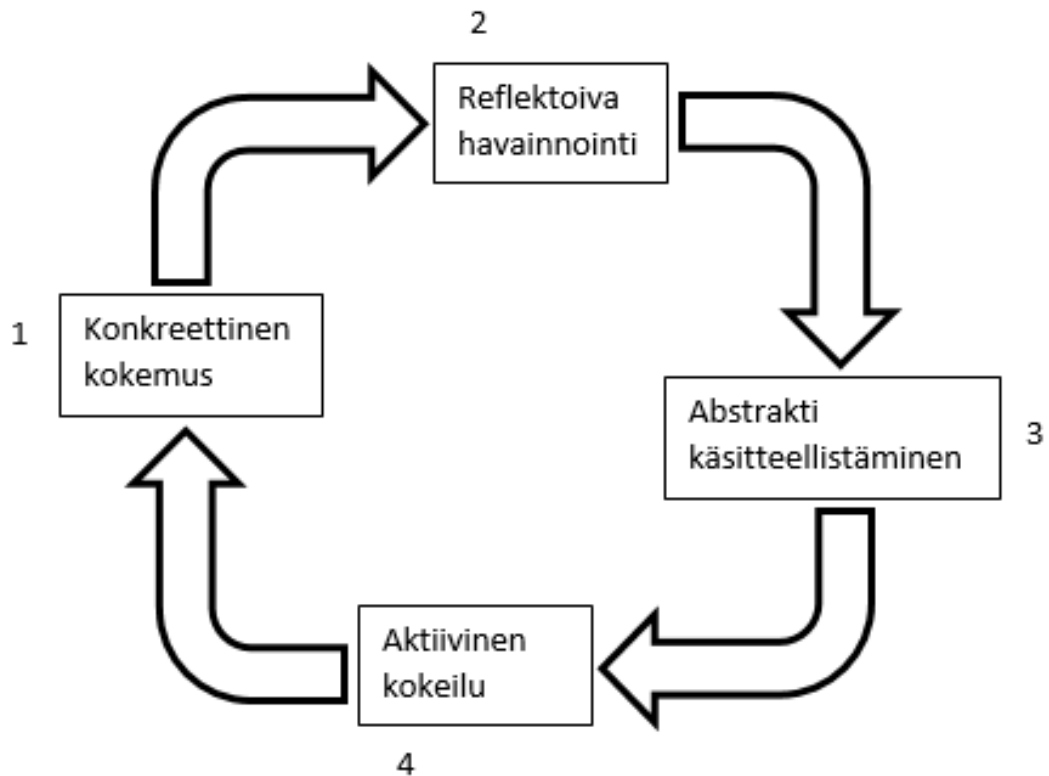 2
Reflektoiva
havainnointi
1
Konkreettinen
kokemus
Abstrakti
käsitteellistäminen
3
Aktiivinen
kokeilu
4